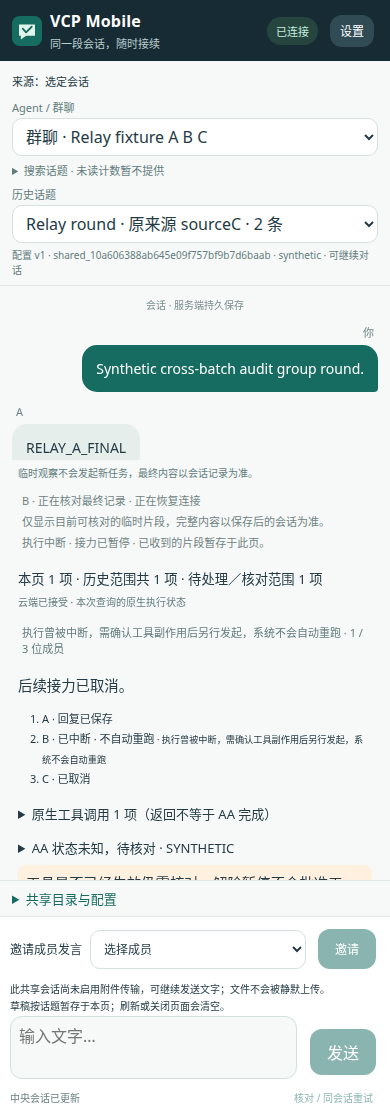 VCP Mobile
同一段会话，随时接续
已连接
设置
来源：选定会话
Agent / 群聊
群聊 · Relay fixture A B C
搜索话题 · 未读计数暂不提供
历史话题
Relay round · 原来源 sourceC · 2 条
配置 v1 · shared_10a606388ab645e09f757bf9b7d6baab · synthetic · 可继续对
话
会话 · 服务端持久保存
你
Synthetic cross-batch audit group round.
A
RELAY_A_FINAL
临时观察不会发起新任务，最终内容以会话记录为准。
B · 正在核对最终记录 · 正在恢复连接
仅显示目前可核对的临时片段，完整内容以保存后的会话为准。
执行中断 · 接力已暂停 · 已收到的片段暂存于此页。
本页 1 项 · 历史范围共 1 项 · 待处理／核对范围 1 项
云端已接受 · 本次查询的原生执行状态
执行曾被中断，需确认工具副作用后另行发起，系统不会自动重跑 · 1 /
3 位成员
后续接力已取消。
1. A · 回复已保存
2. B · 已中断 · 不自动重跑 · 执行曾被中断，需确认工具副作用后另行发起，系
统不会自动重跑
3. C · 已取消
原生工具调用 1 项（返回不等于 AA 完成）
AA 状态未知，待核对 · SYNTHETIC
共享目录与配置
邀请成员发言
选择成员
邀请
此共享会话尚未启用附件传输，可继续发送文字；文件不会被静默上传。
草稿按话题暂存于本页；刷新或关闭页面会清空。
输入文字...
发送
中央会话已更新
核对 / 同会话重试